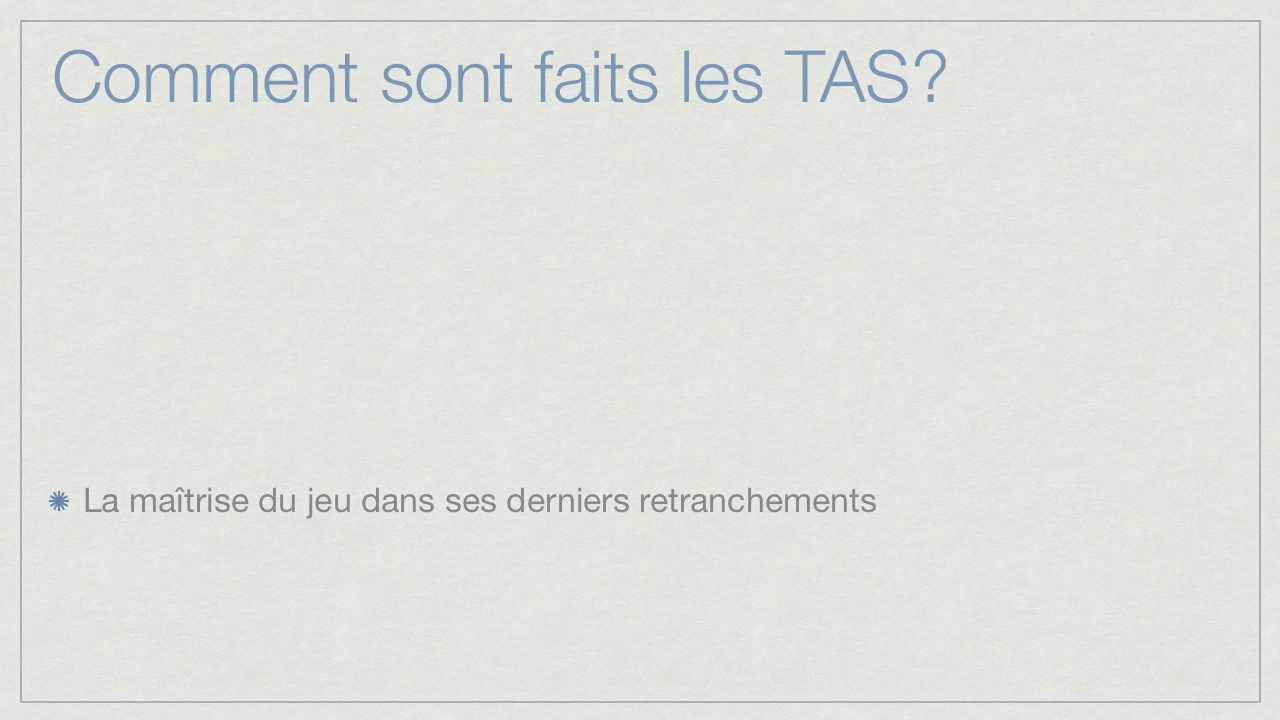 Comment sont faits les TAS?
La maîtrise du jeu dans ses derniers retranchements